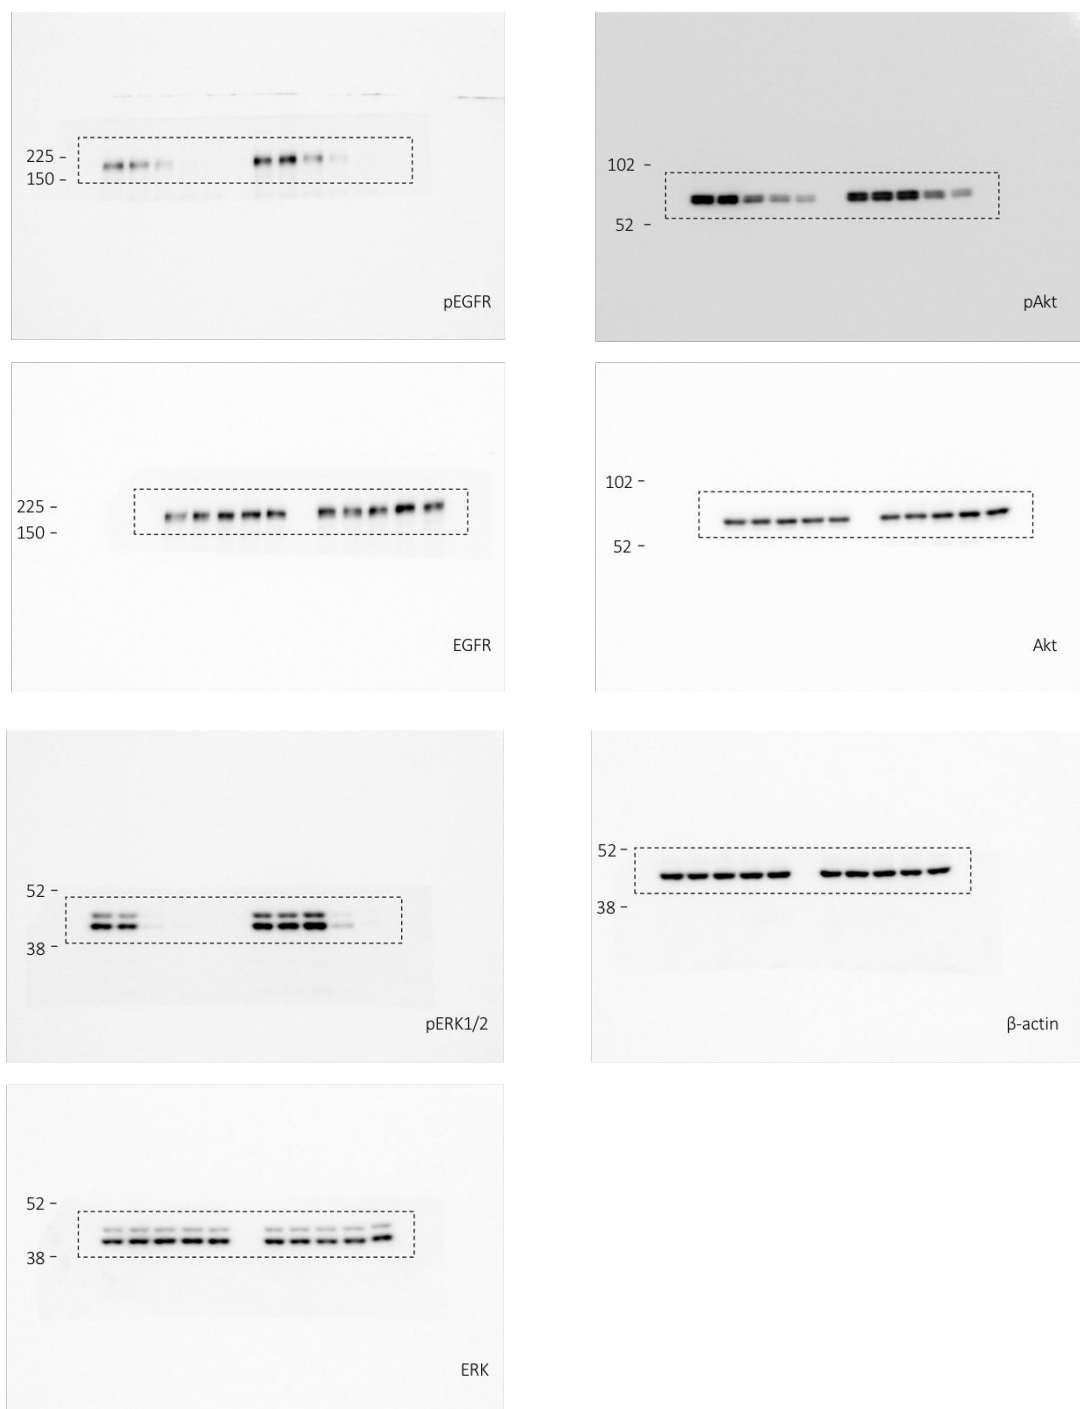 225 –
150 –
pEGFR
102 –
52 –
pAkt
225 –
150 –
EGFR
102 –
52 –
Akt
52 –
38 –
pERK1/2
52 –
38 –
β-actin
52 –
38 –
ERK